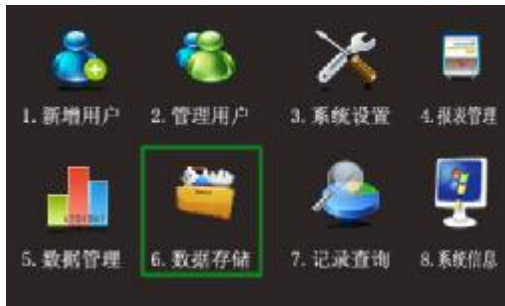 1. 新增用户
2. 管理用户
3. 系统设置
4. 报表管理
5. 数据管理
6. 数据存储
7. 记录查询
8. 系统信息